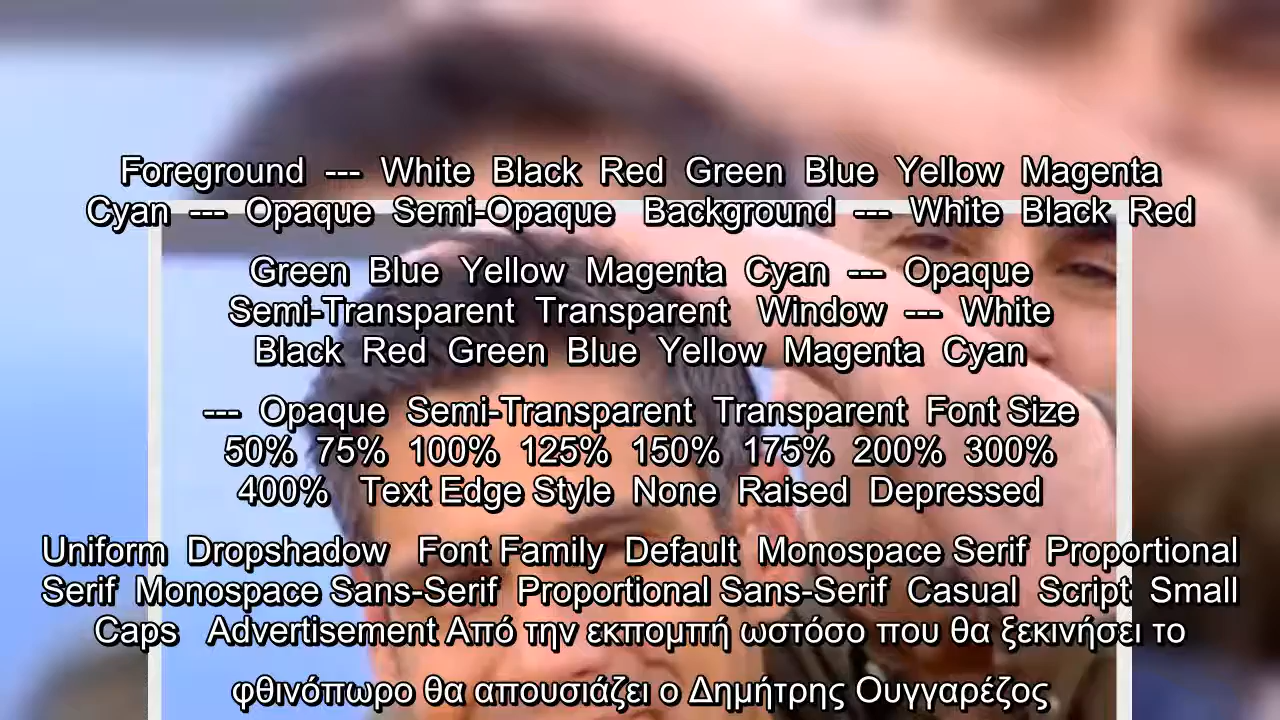 Foreground --- White Black Red Green Blue Yellow Magenta
Cyan --- Opaque Semi-Opaque Background --- White Black Red
Green Blue Yellow Magenta Cyan --- Opaque
Semi-Transparent Transparent Window --- White
Black Red Green Blue Yellow Magenta Cyan
--- Opaque Semi-Transparent Transparent Font Size
50% 75% 100% 125% 150% 175% 200% 300%
400% Text Edge Style None Raised Depressed
Uniform Dropshadow Font Family Default Monospace Serif Proportional
Serif Monospace Sans-Serif Proportional Sans-Serif Casual Script Small
Caps Advertisement Από την εκπομπή ωστόσο που θα ξεκινήσει το
φθινόπωρο θα απουσιάζει ο Δημήτρης Ουγγαρέζος